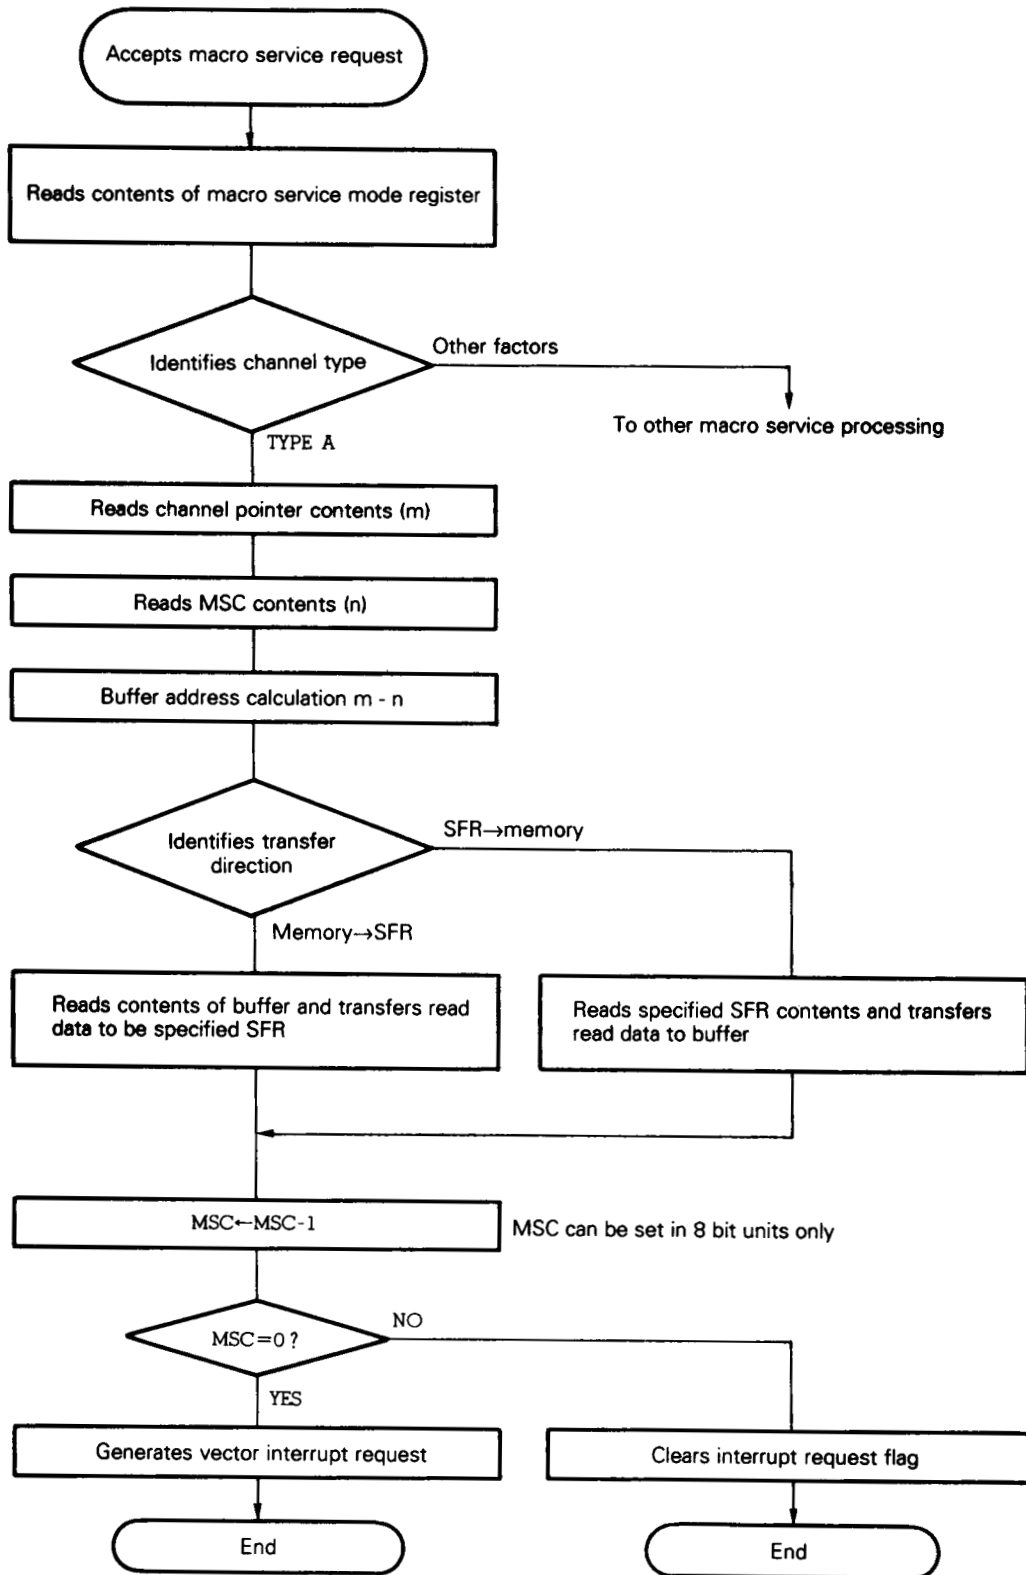 Accepts macro service request
Reads contents of macro service mode register
Identifies channel type
Other factors
To other macro service processing
TYPE A
Reads channel pointer contents (m)
Reads MSC contents (n)
Buffer address calculation m - n
Identifies transfer
direction
SFR→memory
Memory→SFR
Reads contents of buffer and transfers read
data to be specified SFR
Reads specified SFR contents and transfers
read data to buffer
MSC←MSC-1
MSC can be set in 8 bit units only
MSC=0?
NO
YES
Generates vector interrupt request
Clears interrupt request flag
End
End